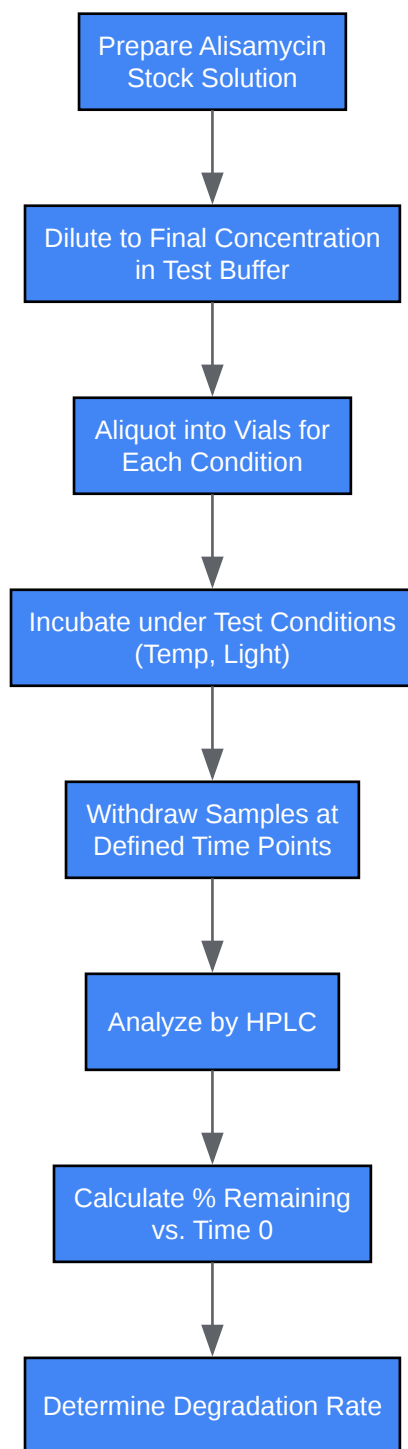 Prepare Alisamycin
Stock Solution
Dilute to Final Concentration
in Test Buffer
Aliquot into Vials for
Each Condition
Incubate under Test Conditions
(Temp, Light)
Withdraw Samples at
Defined Time Points
Analyze by HPLC
Calculate % Remaining
vs. Time 0
Determine Degradation Rate